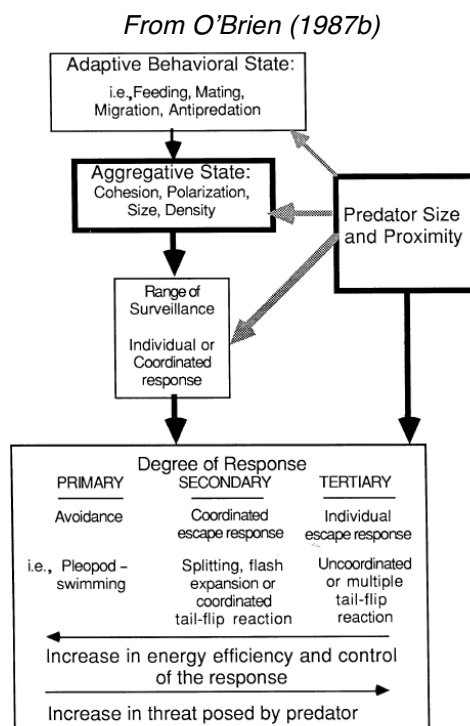 From O'Brien (1987b)
Adaptive Behavioral State:
i.e.,Feeding, Mating,
Migration, Antipredation
Aggregative State:
Cohesion, Polarization,
Size, Density
Predator Size
and Proximity
Range of
Surveillance
Individual or
Coordinated
response
Degree of Response
PRIMARY SECONDARY TERTIARY
Avoidance Coordinated escape response Individual escape response
i.e., Pleopod – swimming Splitting, flash expansion or coordinated tail-flip reaction Uncoordinated or multiple tail-flip reaction
Increase in energy efficiency and control
of the response
Increase in threat posed by predator